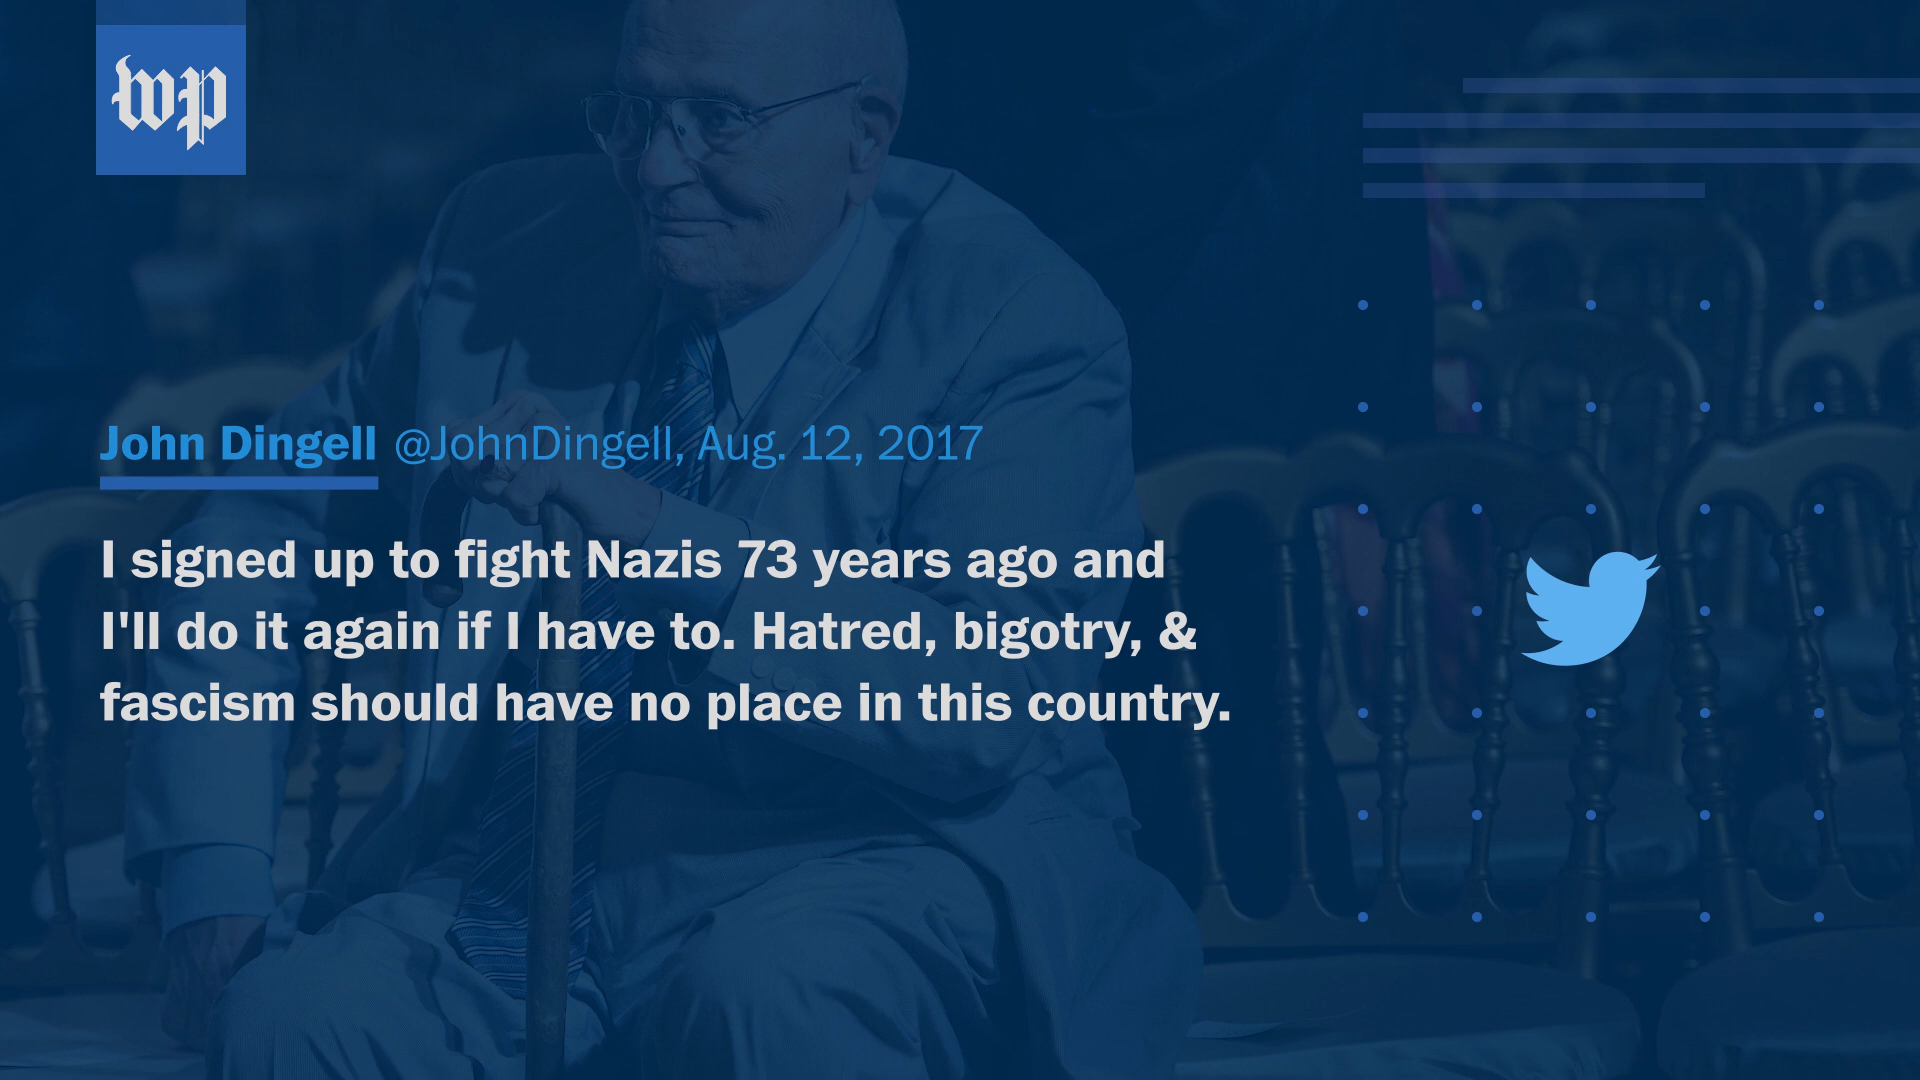 wp
John Dingell @JohnDingell, Aug. 12, 2017
I signed up to fight Nazis 73 years ago and
I'll do it again if I have to. Hatred, bigotry, &
fascism should have no place in this country.